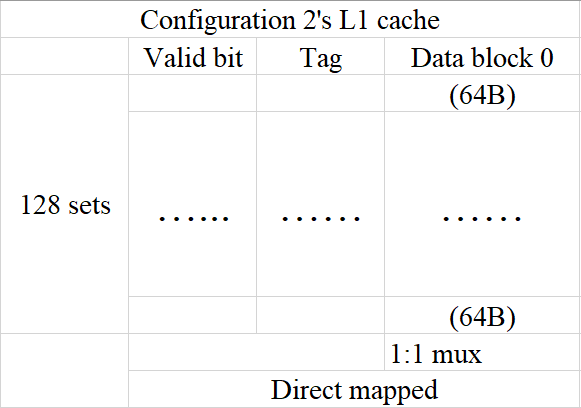 Configuration 2's L1 cache
Valid bit Tag Data block 0
(64B)
128 sets …... …… ……
(64B)
1:1 mux
Direct mapped